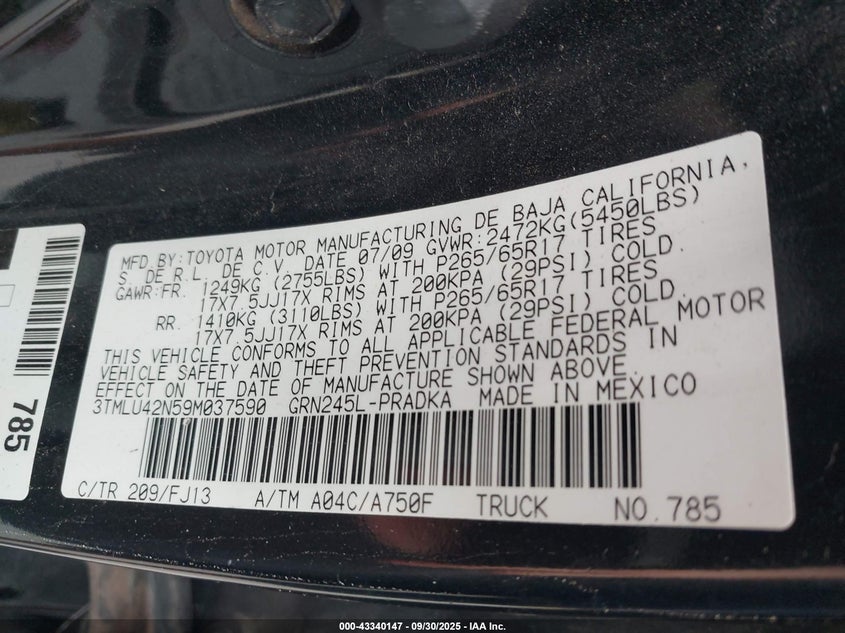 MFD.BY:TOYOTA MOTOR MANUFACTURING DE BAJA CALIFORNIA,
S. DE R.L. DE C.V. DATE 07/09 GVWR:2472KG(5450LBS)
GAWR:FR. 1249KG (2755LBS) WITH P265/65R17 TIRES
17X7.5JJ17X RIMS AT 200KPA (29PSI) COLD.
RR. 1410KG (3110LBS) WITH P265/65R17 TIRES
17X7.5JJ17X RIMS AT 200KPA (29PSI) COLD.
THIS VEHICLE CONFORMS TO ALL APPLICABLE FEDERAL MOTOR
VEHICLE SAFETY AND THEFT PREVENTION STANDARDS IN
EFFECT ON THE DATE OF MANUFACTURE SHOWN ABOVE.
3TMLU42N59M037590 GRN245L-PRADKA MADE IN MEXICO
C/TR 209/FJ13 A/TM A04C/A750F TRUCK NO.785
785
000-43340147 - 09/30/2025 - IAA Inc.